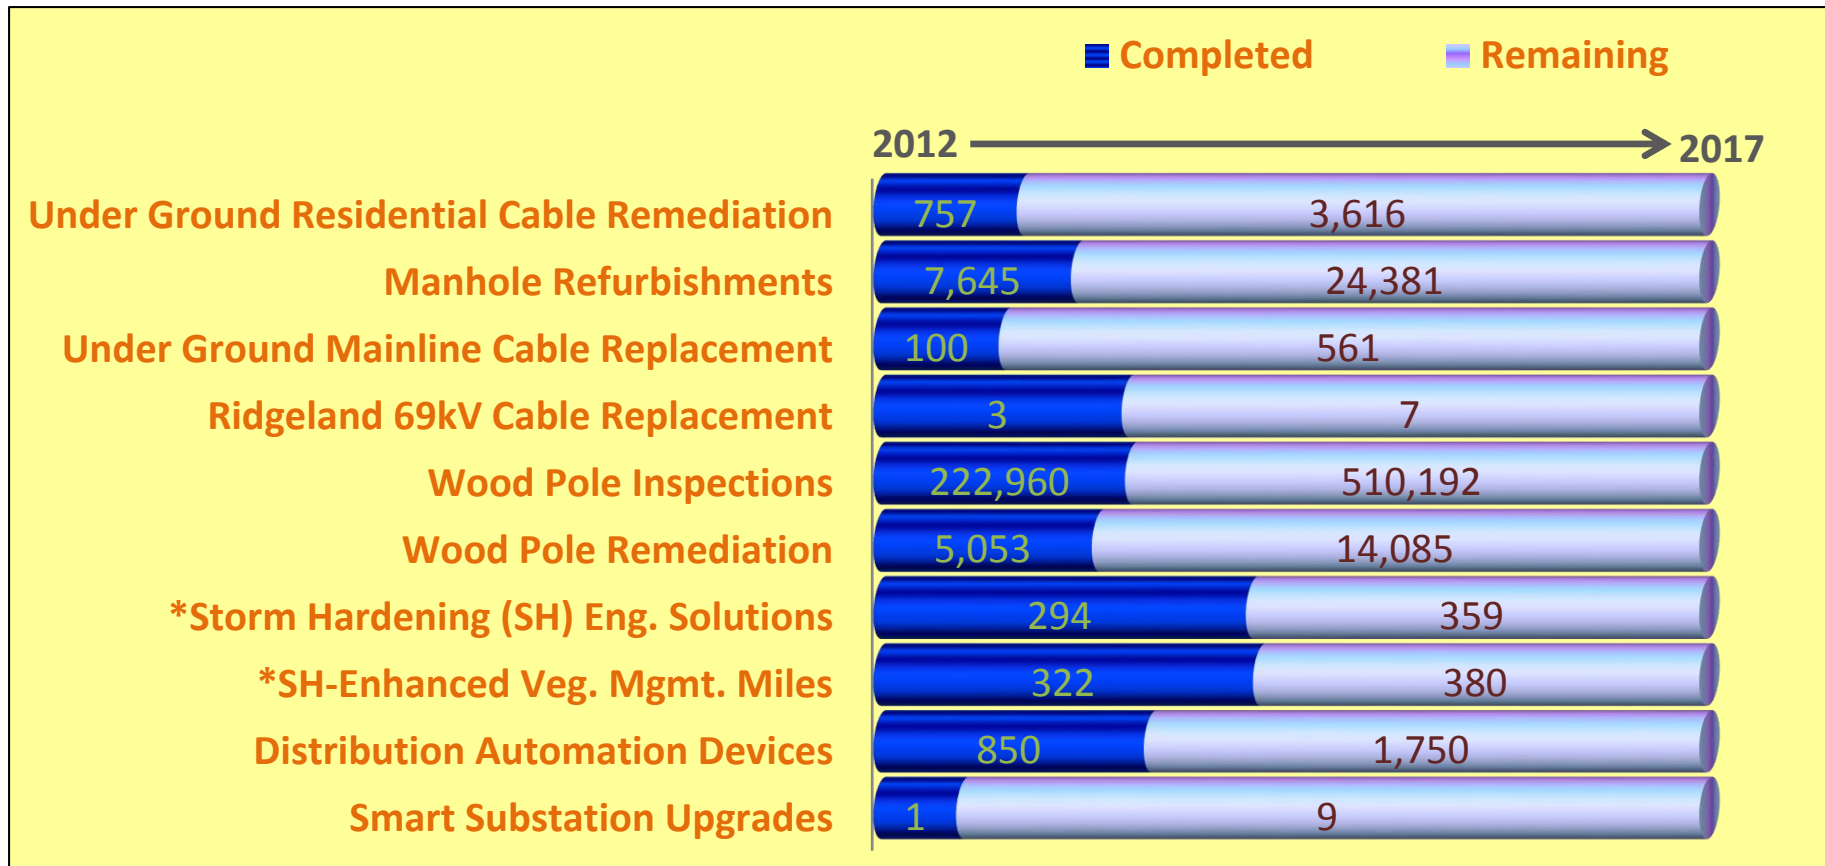 Completed Remaining
2012 2017
Under Ground Residential Cable Remediation 757 3,616
Manhole Refurbishments 7,645 24,381
Under Ground Mainline Cable Replacement 100 561
Ridgeland 69kV Cable Replacement 3 7
Wood Pole Inspections 222,960 510,192
Wood Pole Remediation 5,053 14,085
*Storm Hardening (SH) Eng. Solutions 294 359
*SH-Enhanced Veg. Mgmt. Miles 322 380
Distribution Automation Devices 850 1,750
Smart Substation Upgrades 1 9